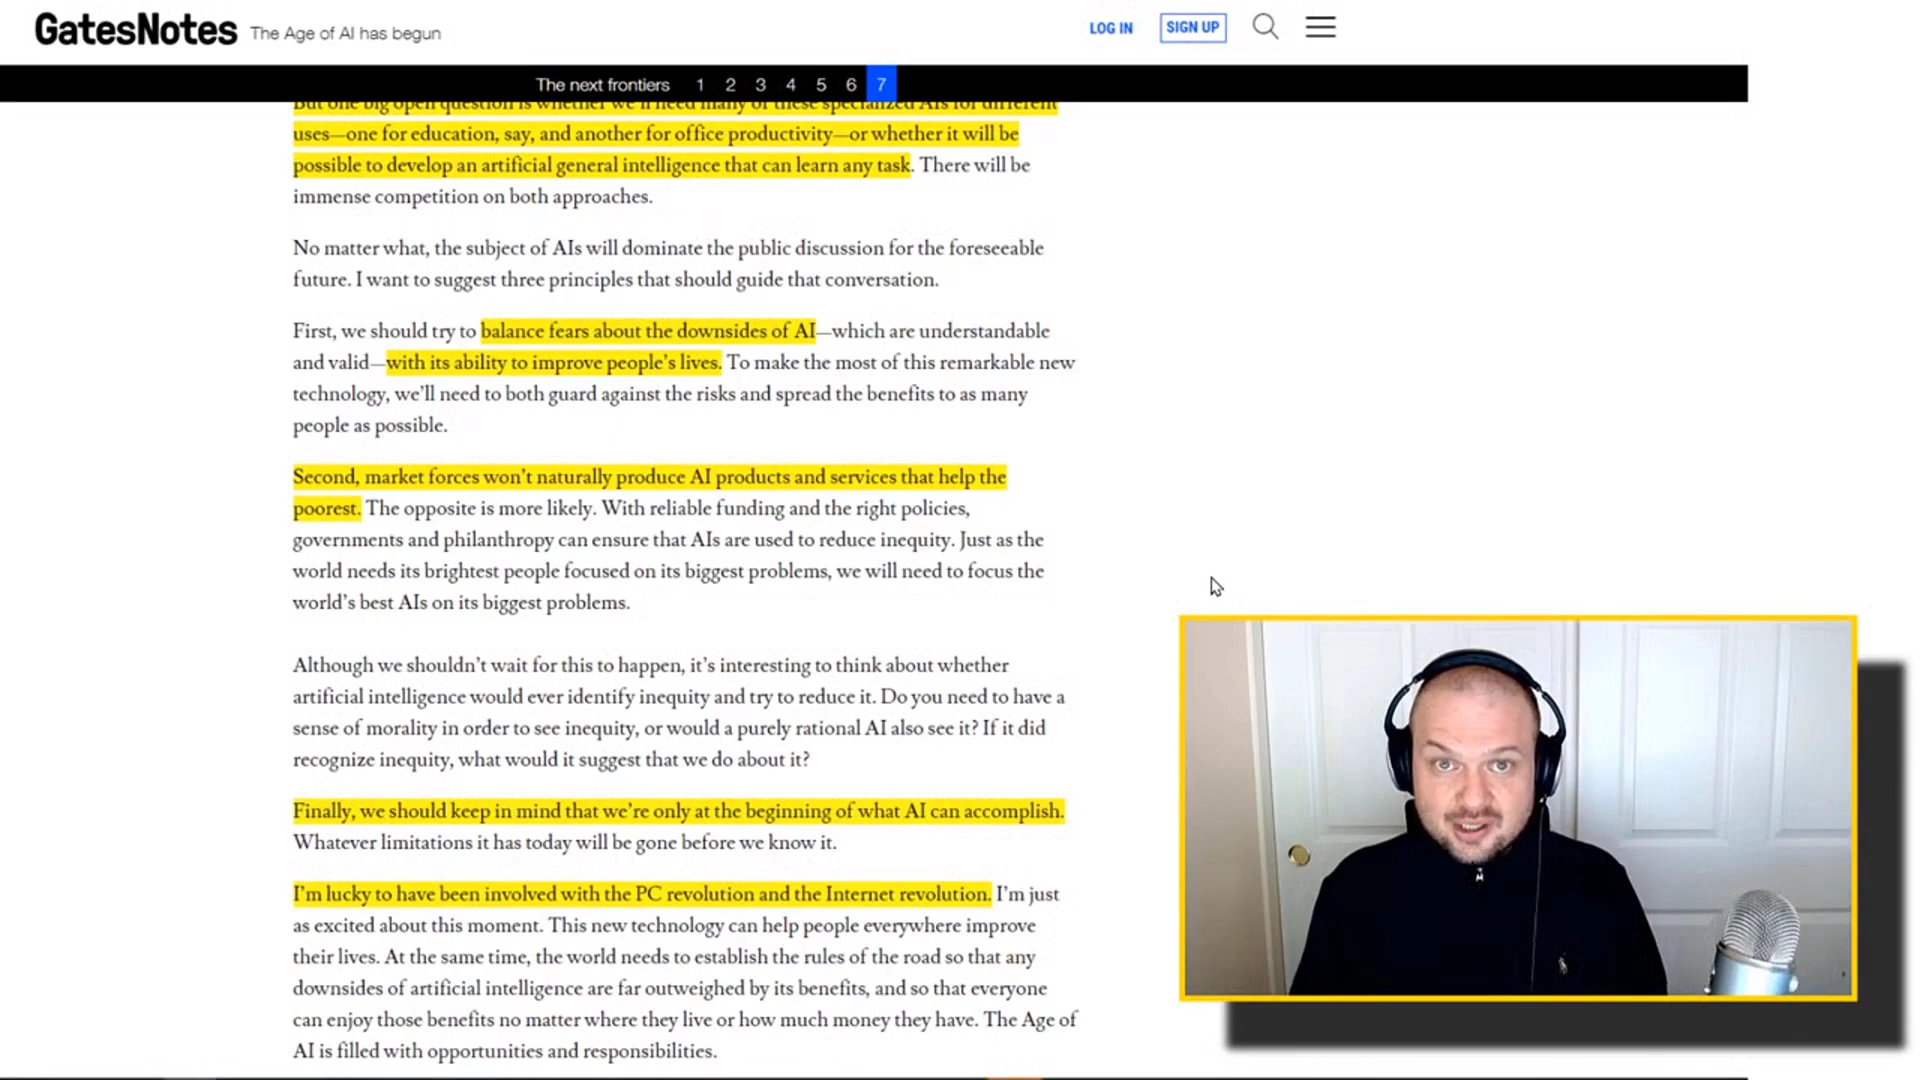 GatesNotes The Age of AI has begun LOG IN SIGN UP
The next frontiers 1 2 3 4 5 6 7
But one big open question is whether we'll need many of these specialized AIs for different
uses—one for education, say, and another for office productivity—or whether it will be
possible to develop an artificial general intelligence that can learn any task. There will be
immense competition on both approaches.
No matter what, the subject of AIs will dominate the public discussion for the foreseeable
future. I want to suggest three principles that should guide that conversation.
First, we should try to balance fears about the downsides of AI—which are understandable
and valid—with its ability to improve people's lives. To make the most of this remarkable new
technology, we'll need to both guard against the risks and spread the benefits to as many
people as possible.
Second, market forces won't naturally produce AI products and services that help the
poorest. The opposite is more likely. With reliable funding and the right policies,
governments and philanthropy can ensure that AIs are used to reduce inequity. Just as the
world needs its brightest people focused on its biggest problems, we will need to focus the
world's best AIs on its biggest problems.
Although we shouldn't wait for this to happen, it's interesting to think about whether
artificial intelligence would ever identify inequity and try to reduce it. Do you need to have a
sense of morality in order to see inequity, or would a purely rational AI also see it? If it did
recognize inequity, what would it suggest that we do about it?
Finally, we should keep in mind that we're only at the beginning of what AI can accomplish.
Whatever limitations it has today will be gone before we know it.
I'm lucky to have been involved with the PC revolution and the Internet revolution. I'm just
as excited about this moment. This new technology can help people everywhere improve
their lives. At the same time, the world needs to establish the rules of the road so that any
downsides of artificial intelligence are far outweighed by its benefits, and so that everyone
can enjoy those benefits no matter where they live or how much money they have. The Age of
AI is filled with opportunities and responsibilities.